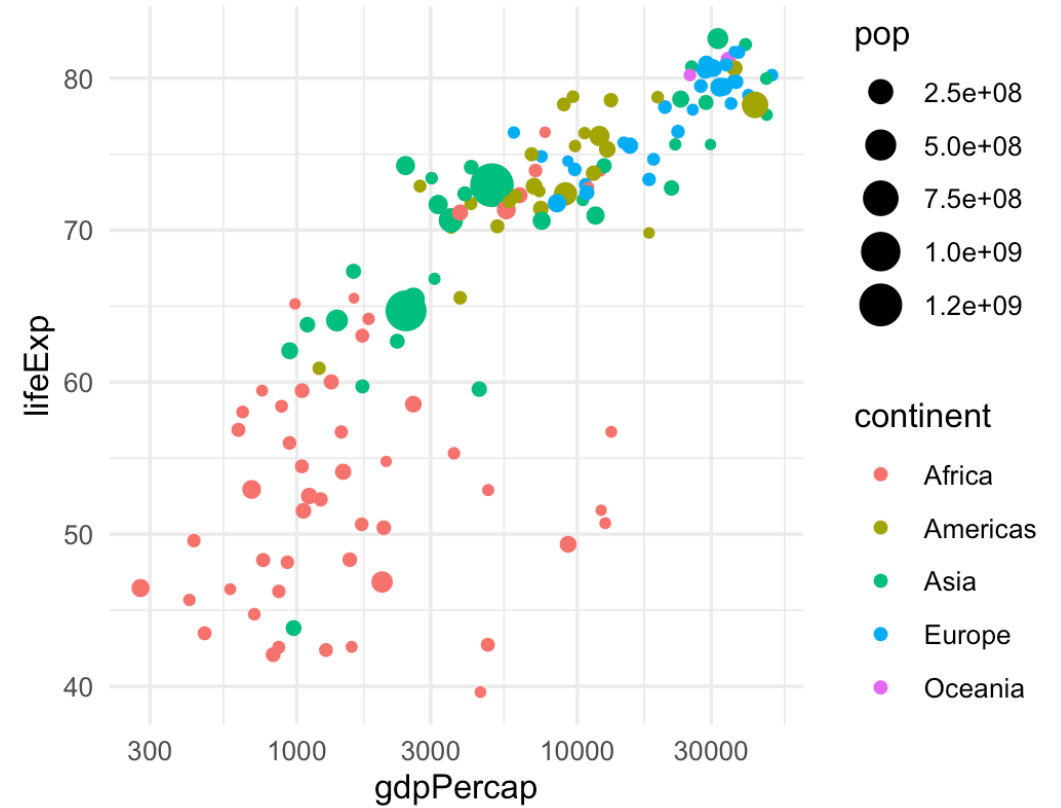 lifeExp
80
70
60
50
40
300 1000 3000 10000 30000
gdpPercap
pop
2.5e+08
5.0e+08
7.5e+08
1.0e+09
1.2e+09
continent
Africa
Americas
Asia
Europe
Oceania